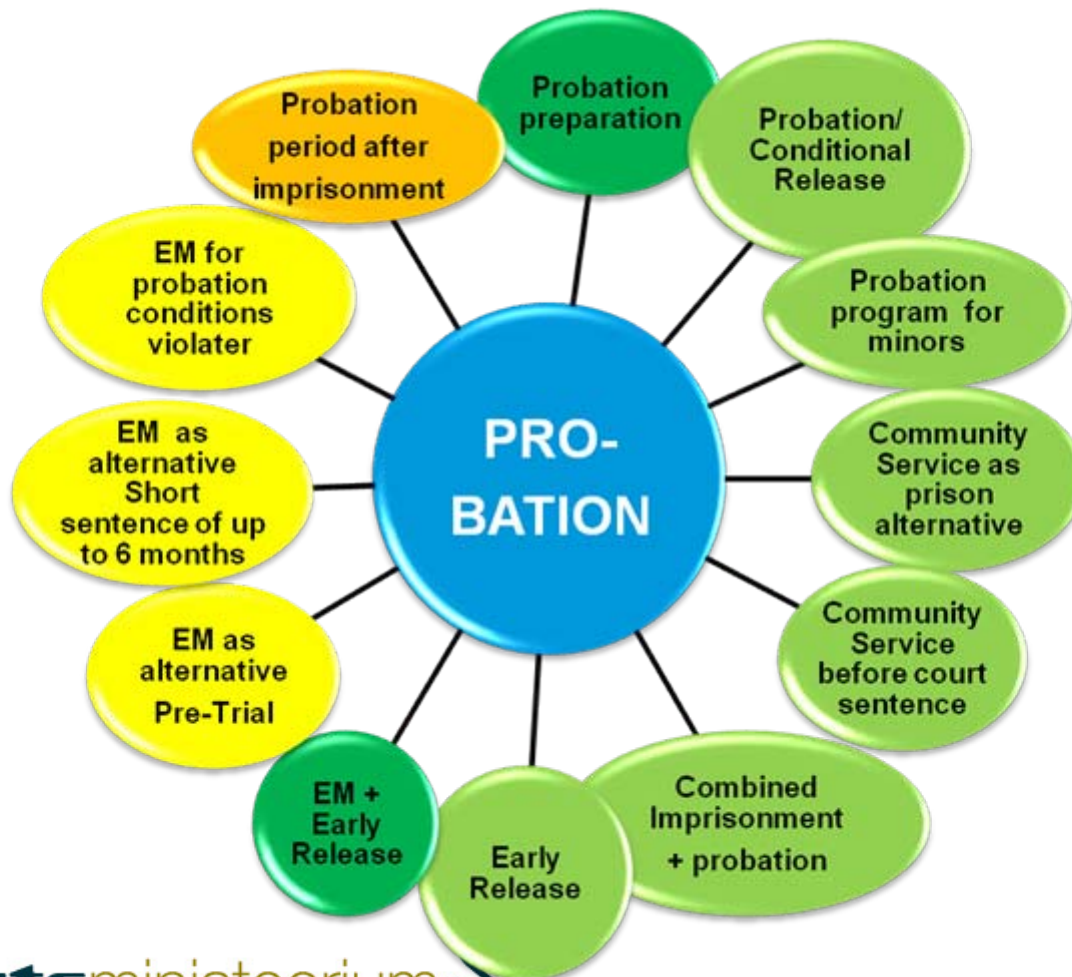 Probation
preparation
Probation/
Conditional
Release
Probation
program for
minors
Community
Service as
prison
alternative
Community
Service
before court
sentence
Combined
Imprisonment
+ probation
Early
Release
EM +
Early
Release
EM as
alternative
Pre-Trial
EM as
alternative
Short
sentence of up
to 6 months
EM for
probation
conditions
violater
Probation
period after
imprisonment
PRO-
BATION